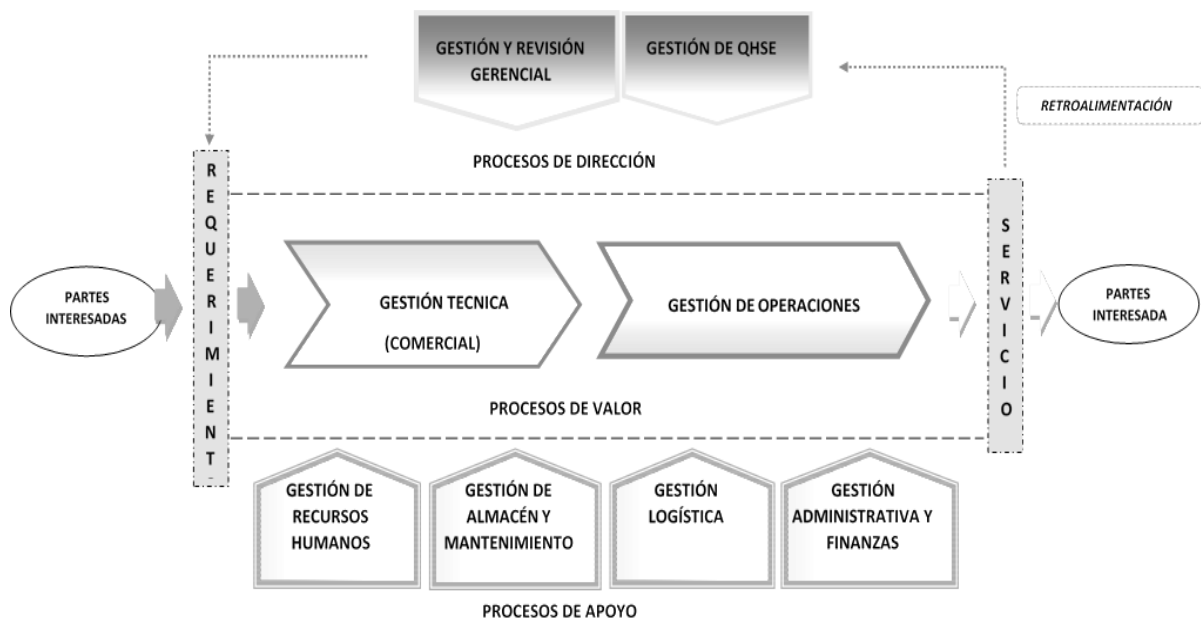 GESTIÓN Y REVISIÓN
GERENCIAL
GESTIÓN DE QHSE
RETROALIMENTACIÓN
PROCESOS DE DIRECCIÓN
REQUERIMIENT
SERVICIO
PARTES
INTERESADAS
GESTIÓN TECNICA
(COMERCIAL)
GESTIÓN DE OPERACIONES
PARTES
INTERESADA
PROCESOS DE VALOR
GESTIÓN DE
RECURSOS
HUMANOS
GESTIÓN DE
ALMACÉN Y
MANTENIMIENTO
GESTIÓN
LOGÍSTICA
GESTIÓN
ADMINISTRATIVA Y
FINANZAS
PROCESOS DE APOYO